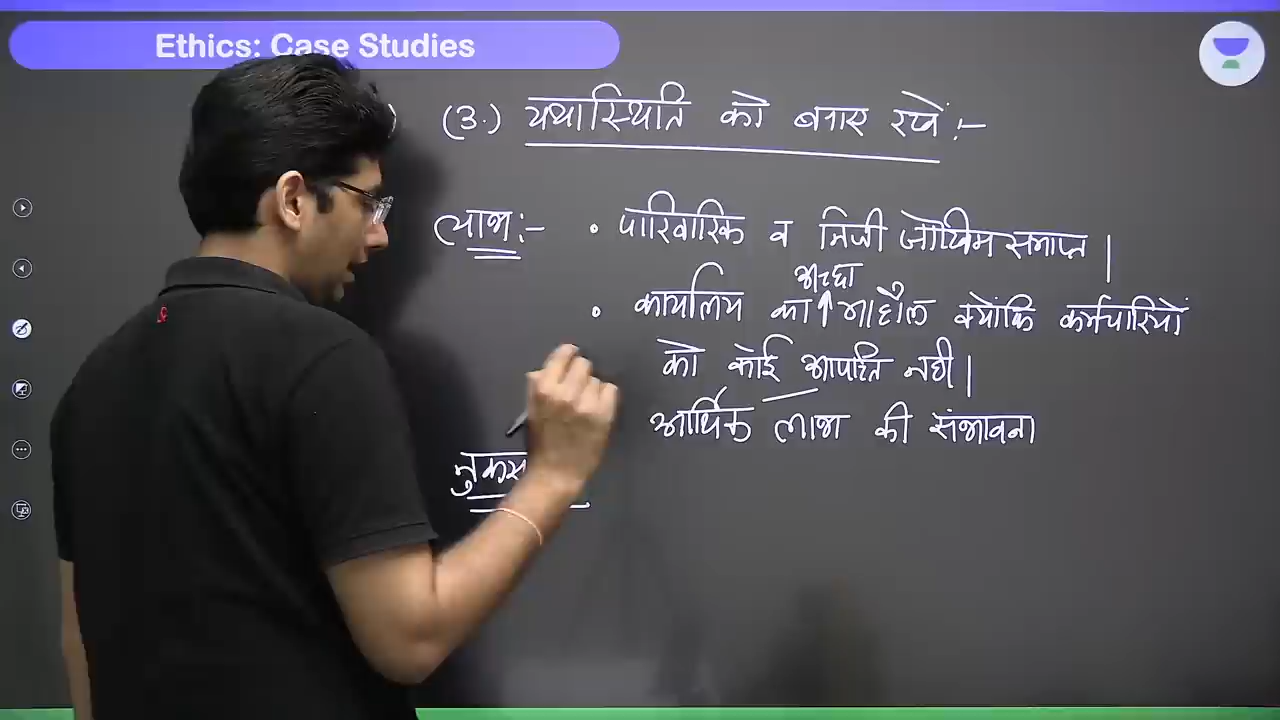 Ethics: Case Studies
(3.) यथास्थिति को बनाए रखें :-
लाभ :- • पारिवारिक व निजी जोखिम समाप्त |
अच्छा
• कार्यालय का ↑ माहौल क्योंकि कर्मचारियों
को कोई आपत्ति नहीं |
आर्थिक लाभ की संभावना